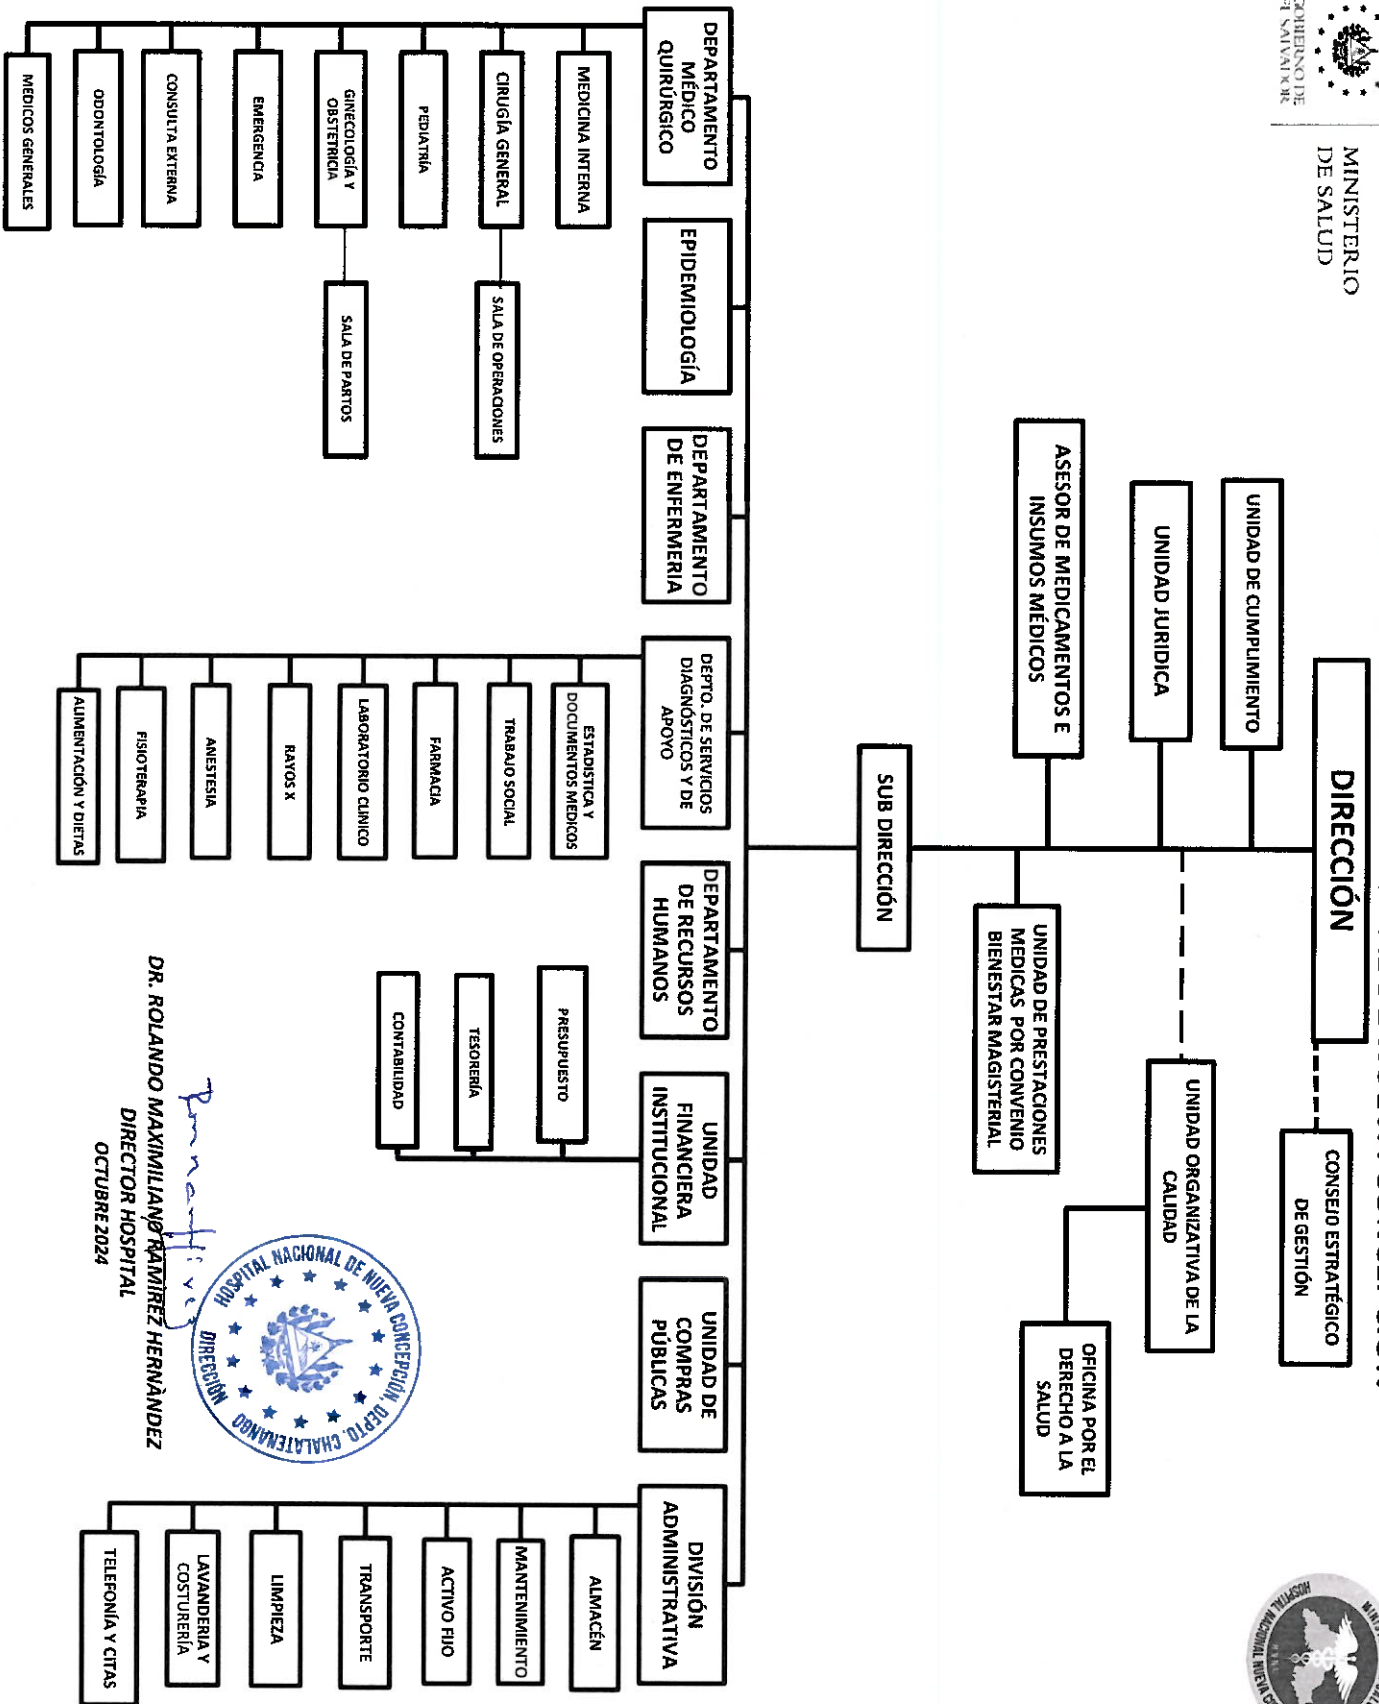 GOBIERNO DE
EL SALVADOR
MINISTERIO
DE SALUD
DIRECCIÓN
CONSEJO ESTRATÉGICO
DE GESTIÓN
UNIDAD DE CUMPLIMIENTO
UNIDAD JURIDICA
UNIDAD ORGANIZATIVA DE LA
CALIDAD
OFICINA POR EL
DERECHO A LA
SALUD
ASESOR DE MEDICAMENTOS E
INSUMOS MÉDICOS
UNIDAD DE PRESTACIONES
MEDICAS POR CONVENIO
BIENESTAR MAGISTERIAL
SUB DIRECCIÓN
DEPARTAMENTO
MÉDICO
QUIRÚRGICO
MEDICINA INTERNA
CIRUGÍA GENERAL
SALA DE OPERACIONES
PEDIATRÍA
GINECOLOGÍA Y
OBSTETRICIA
SALA DE PARTOS
EMERGENCIA
CONSULTA EXTERNA
ODONTOLOGÍA
MEDICOS GENERALES
EPIDEMIOLOGÍA
DEPARTAMENTO
DE ENFERMERIA
DEPTO. DE SERVICIOS
DIAGNÓSTICOS Y DE
APOYO
ESTADISTICA Y
DOCUMENTOS MEDICOS
TRABAJO SOCIAL
FARMACIA
LABORATORIO CLINICO
RAYOS X
ANESTESIA
FISIOTERAPIA
ALIMENTACIÓN Y DIETAS
DEPARTAMENTO
DE RECURSOS
HUMANOS
UNIDAD
FINANCIERA
INSTITUCIONAL
PRESUPUESTO
TESORERÍA
CONTABILIDAD
UNIDAD DE
COMPRAS
PÚBLICAS
DIVISIÓN
ADMINISTRATIVA
ALMACÉN
MANTENIMIENTO
ACTIVO FIJO
TRANSPORTE
LIMPIEZA
LAVANDERIA Y
COSTURERÍA
TELEFONÍA Y CITAS
HOSPITAL NACIONAL DE NUEVA CONCEPCIÓN, DEPTO. CHALATENANGO
DIRECCIÓN
DR. ROLANDO MAXIMILIANO RAMÍREZ HERNÀNDEZ
DIRECTOR HOSPITAL
OCTUBRE 2024